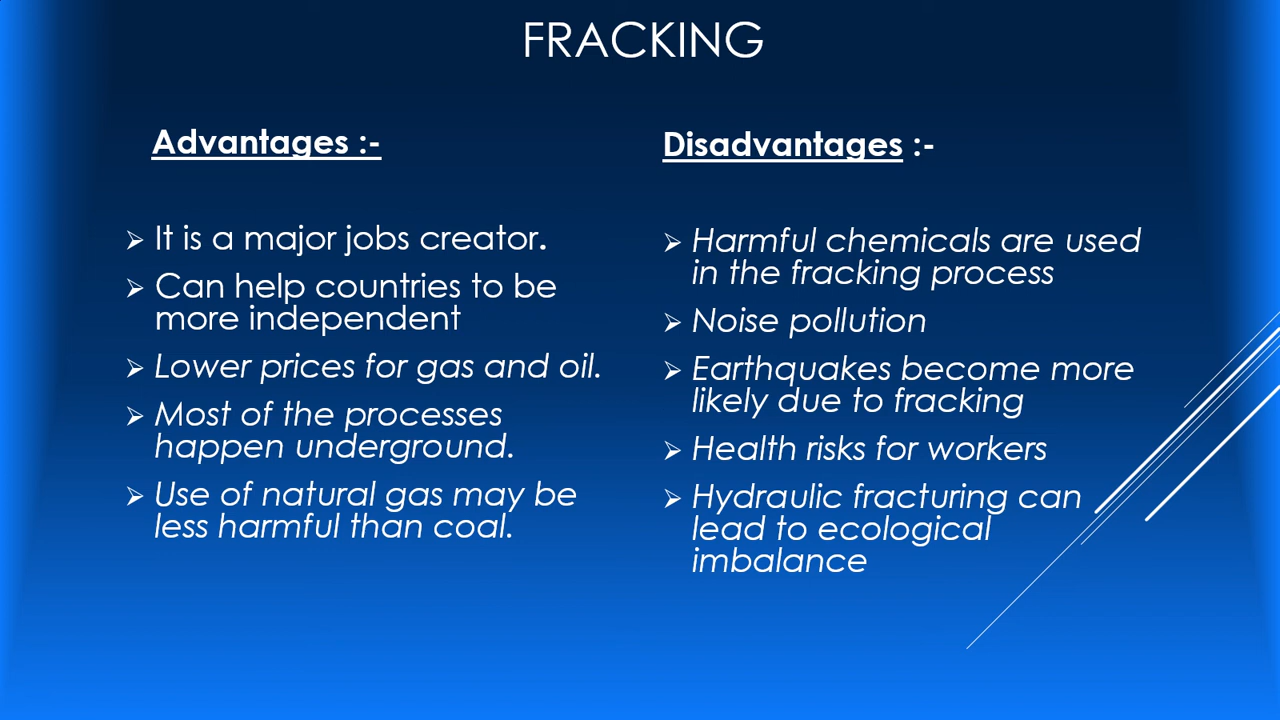 FRACKING
Advantages :-
It is a major jobs creator.
Can help countries to be
more independent
Lower prices for gas and oil.
Most of the processes
happen underground.
Use of natural gas may be
less harmful than coal.
Disadvantages :-
Harmful chemicals are used
in the fracking process
Noise pollution
Earthquakes become more
likely due to fracking
Health risks for workers
Hydraulic fracturing can
lead to ecological
imbalance